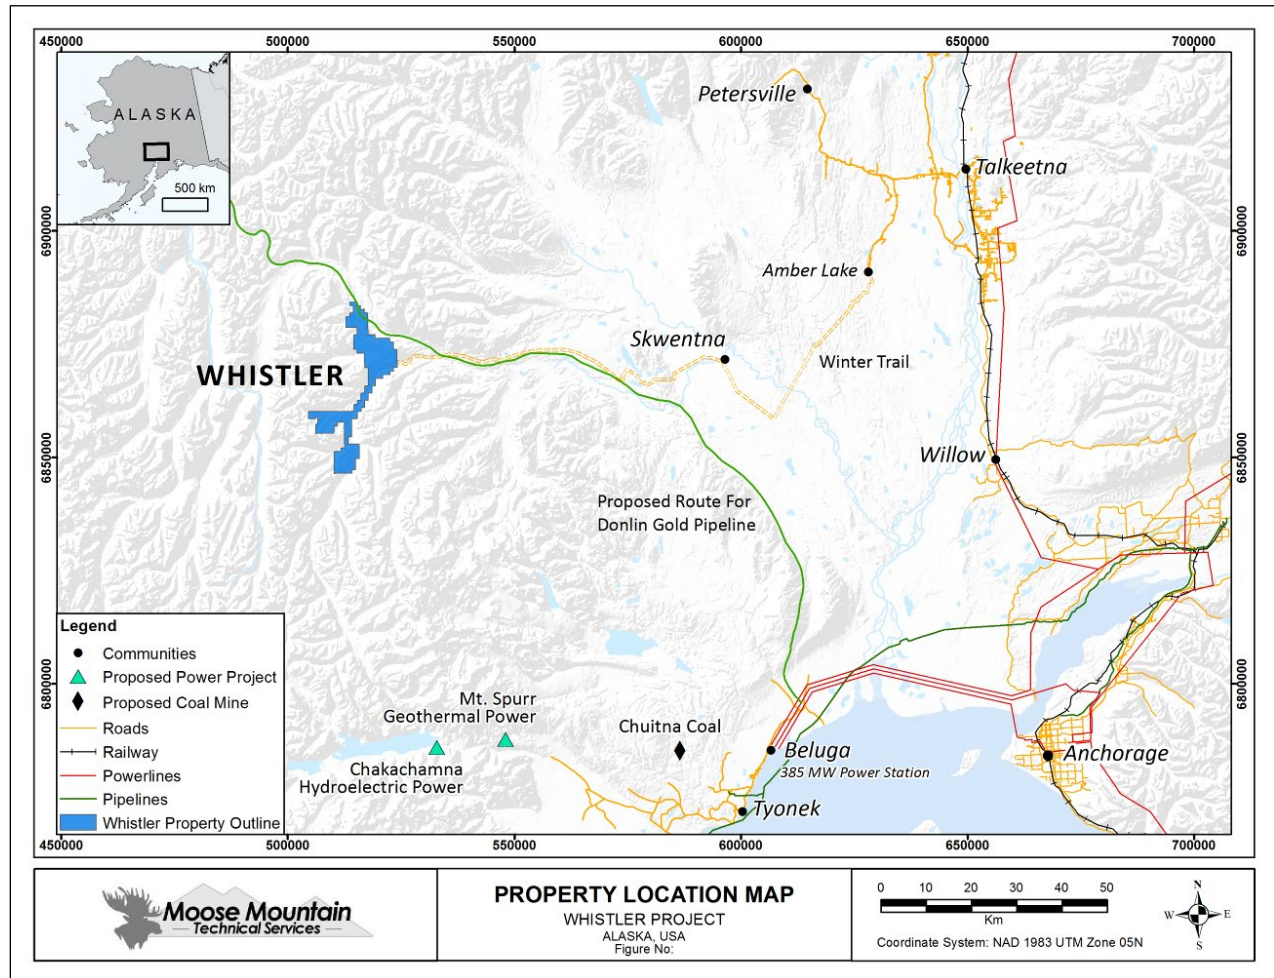 450000 500000 550000 600000 650000 700000
ALASKA
500 km
Petersville
Talkeetna
6900000 6900000
Amber Lake
Skwentna
Winter Trail
WHISTLER
Willow
6850000 6850000
Proposed Route For
Donlin Gold Pipeline
Legend
Communities
Proposed Power Project
Proposed Coal Mine
Roads
Railway
Powerlines
Pipelines
Whistler Property Outline
6800000 6800000
Mt. Spurr
Geothermal Power
Chuitna Coal
Chakachamna
Hydroelectric Power
Beluga
385 MW Power Station
Anchorage
Tyonek
450000 500000 550000 600000 650000 700000
Moose Mountain
Technical Services
PROPERTY LOCATION MAP
WHISTLER PROJECT
ALASKA, USA
Figure No:
0 10 20 30 40 50
Km
Coordinate System: NAD 1983 UTM Zone 05N
N
W E
S